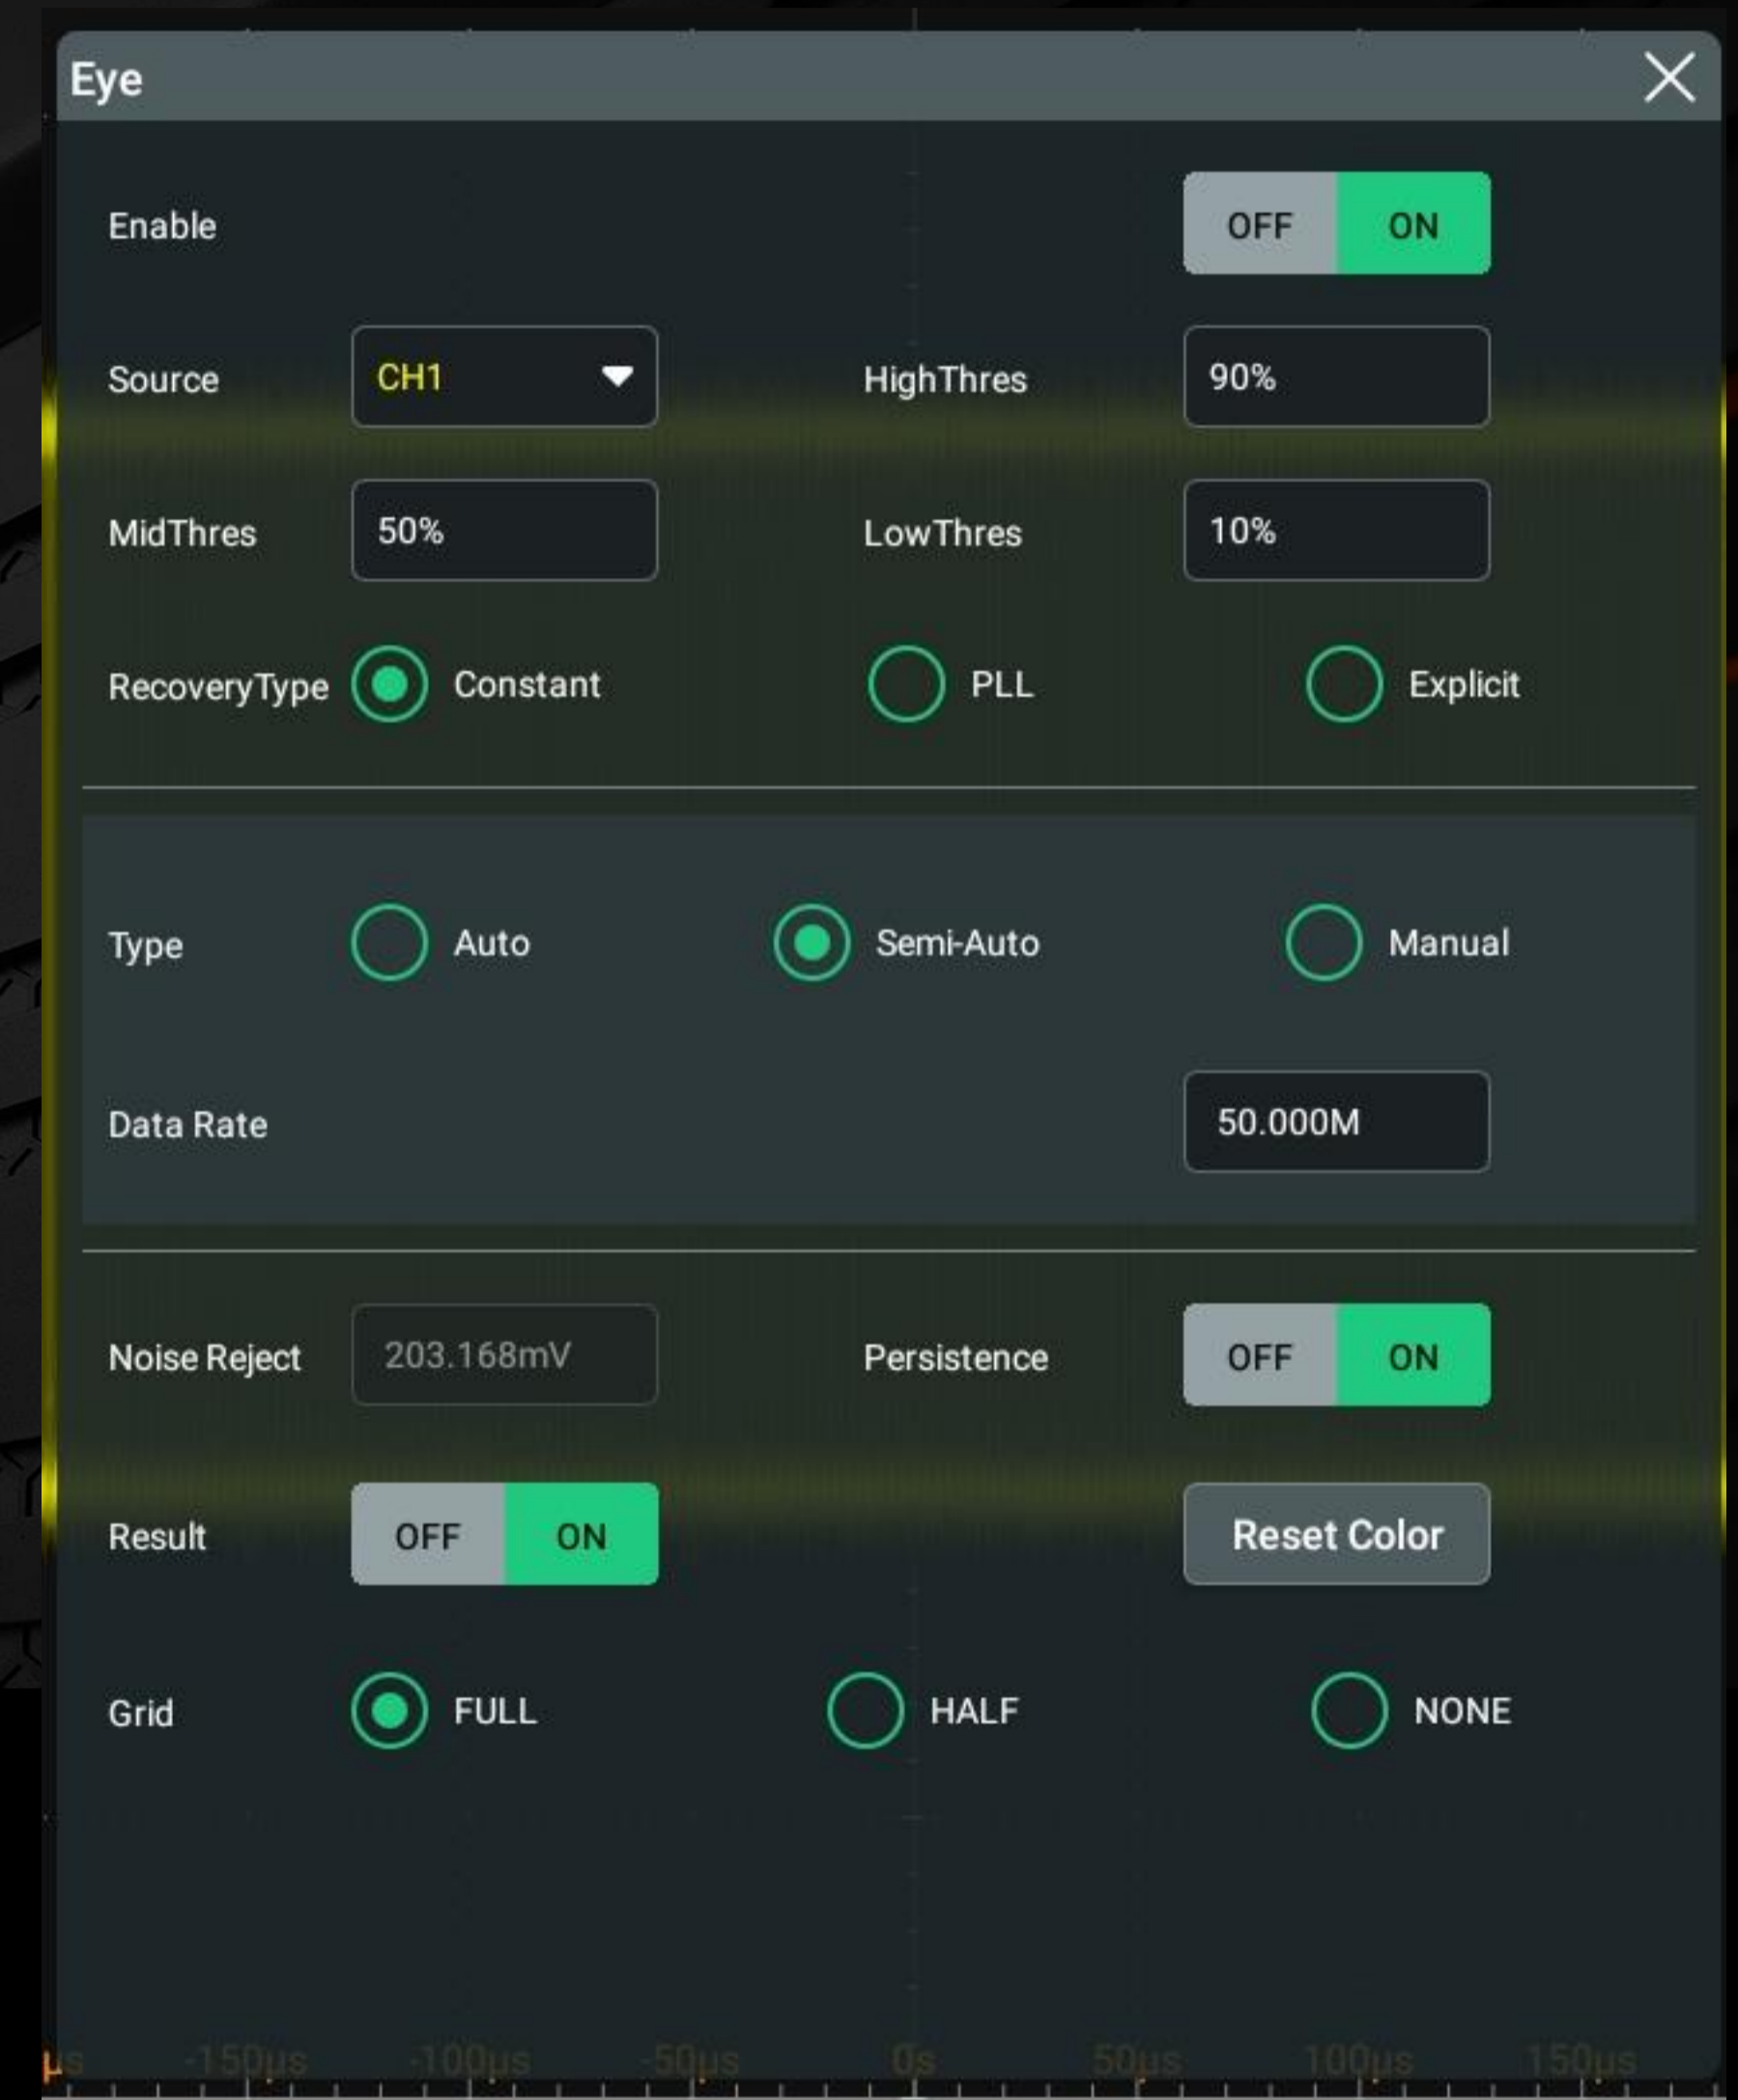 Eye
Enable OFF ON
Source CH1 HighThres 90%
MidThres 50% LowThres 10%
RecoveryType Constant PLL Explicit
Type Auto Semi-Auto Manual
Data Rate 50.000M
Noise Reject 203.168mV Persistence OFF ON
Result OFF ON Reset Color
Grid FULL HALF NONE
µs -150µs -100µs -50µs 0s 50µs 100µs 150µs